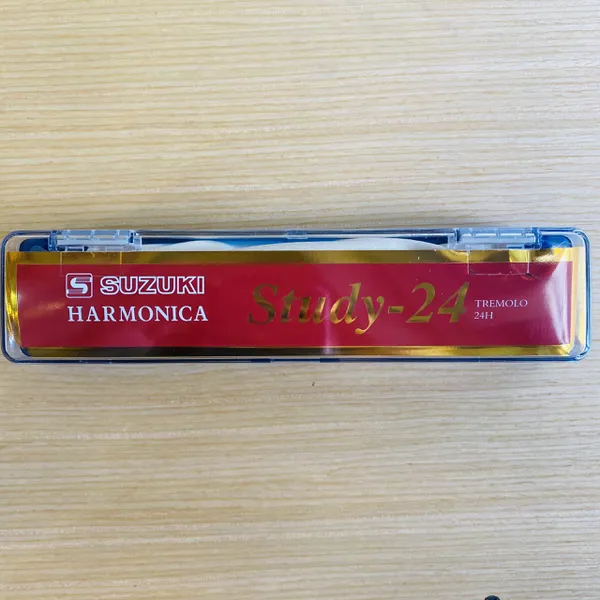 S SUZUKI
HARMONICA
Study-24
TREMOLO
24H